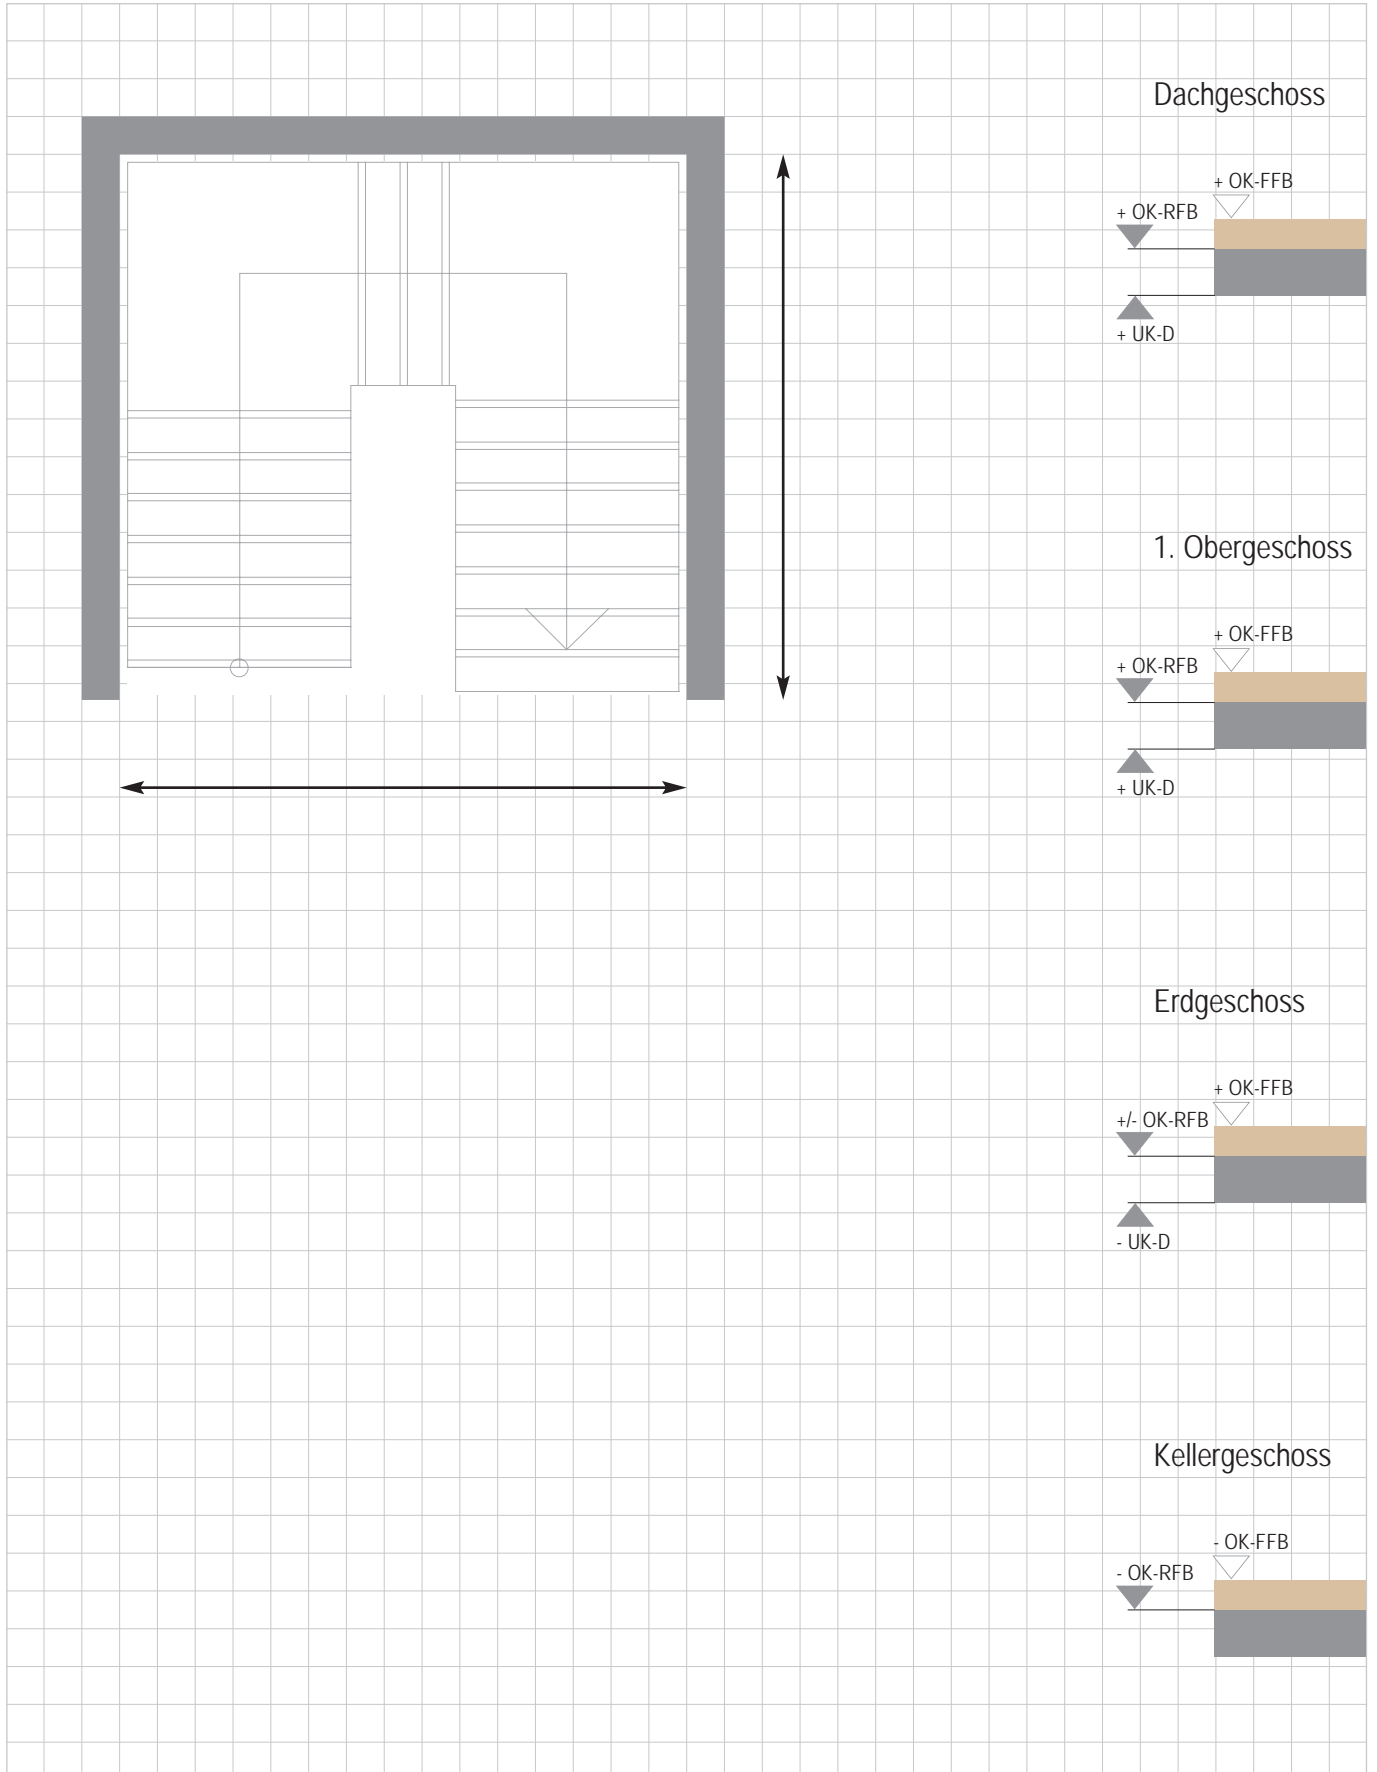 Dachgeschoss
+ OK-FFB
+ OK-RFB
+ UK-D
1. Obergeschoss
+ OK-FFB
+ OK-RFB
+ UK-D
Erdgeschoss
+ OK-FFB
+/- OK-RFB
- UK-D
Kellergeschoss
- OK-FFB
- OK-RFB